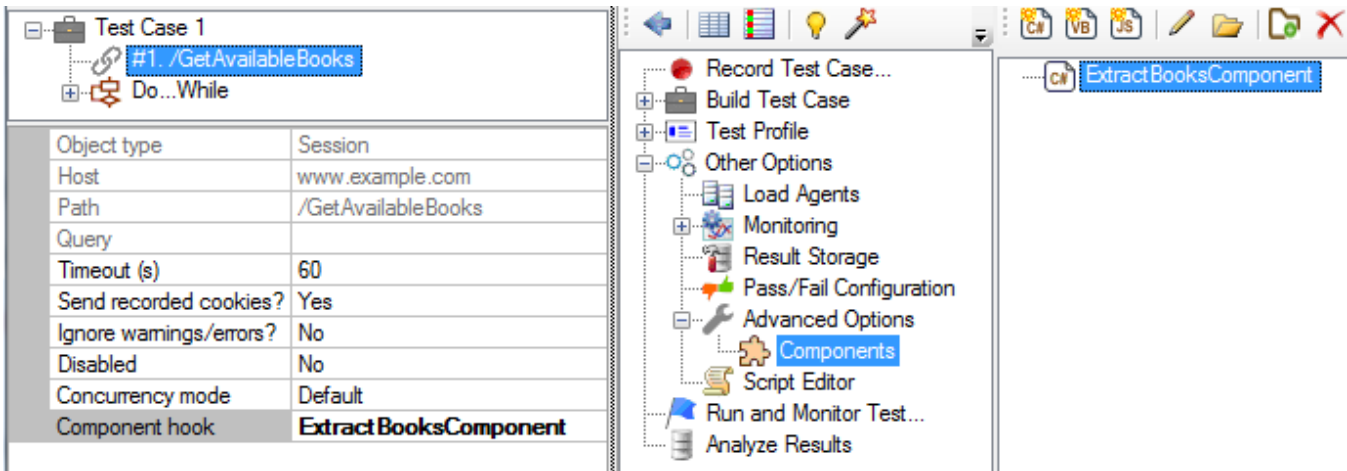 Test Case 1
#1. /GetAvailableBooks
Do...While
Object type Session
Host www.example.com
Path /GetAvailableBooks
Query
Timeout (s) 60
Send recorded cookies? Yes
Ignore warnings/errors? No
Disabled No
Concurrency mode Default
Component hook ExtractBooksComponent
Record Test Case...
Build Test Case
Test Profile
Other Options
Load Agents
Monitoring
Result Storage
Pass/Fail Configuration
Advanced Options
Components
Script Editor
Run and Monitor Test...
Analyze Results
C# VB JS
C# ExtractBooksComponent